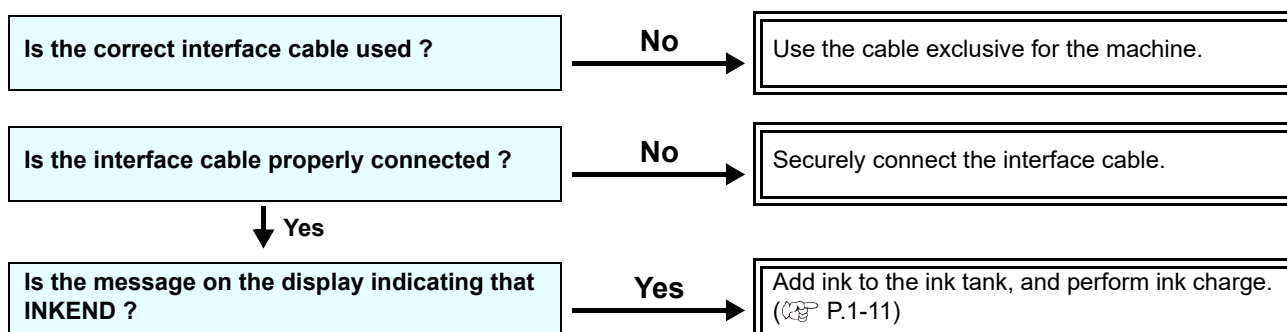 Is the correct interface cable used ?
No
Use the cable exclusive for the machine.
Is the interface cable properly connected ?
No
Securely connect the interface cable.
Yes
Is the message on the display indicating that
INKEND ?
Yes
Add ink to the ink tank, and perform ink charge.
(☞ P.1-11)